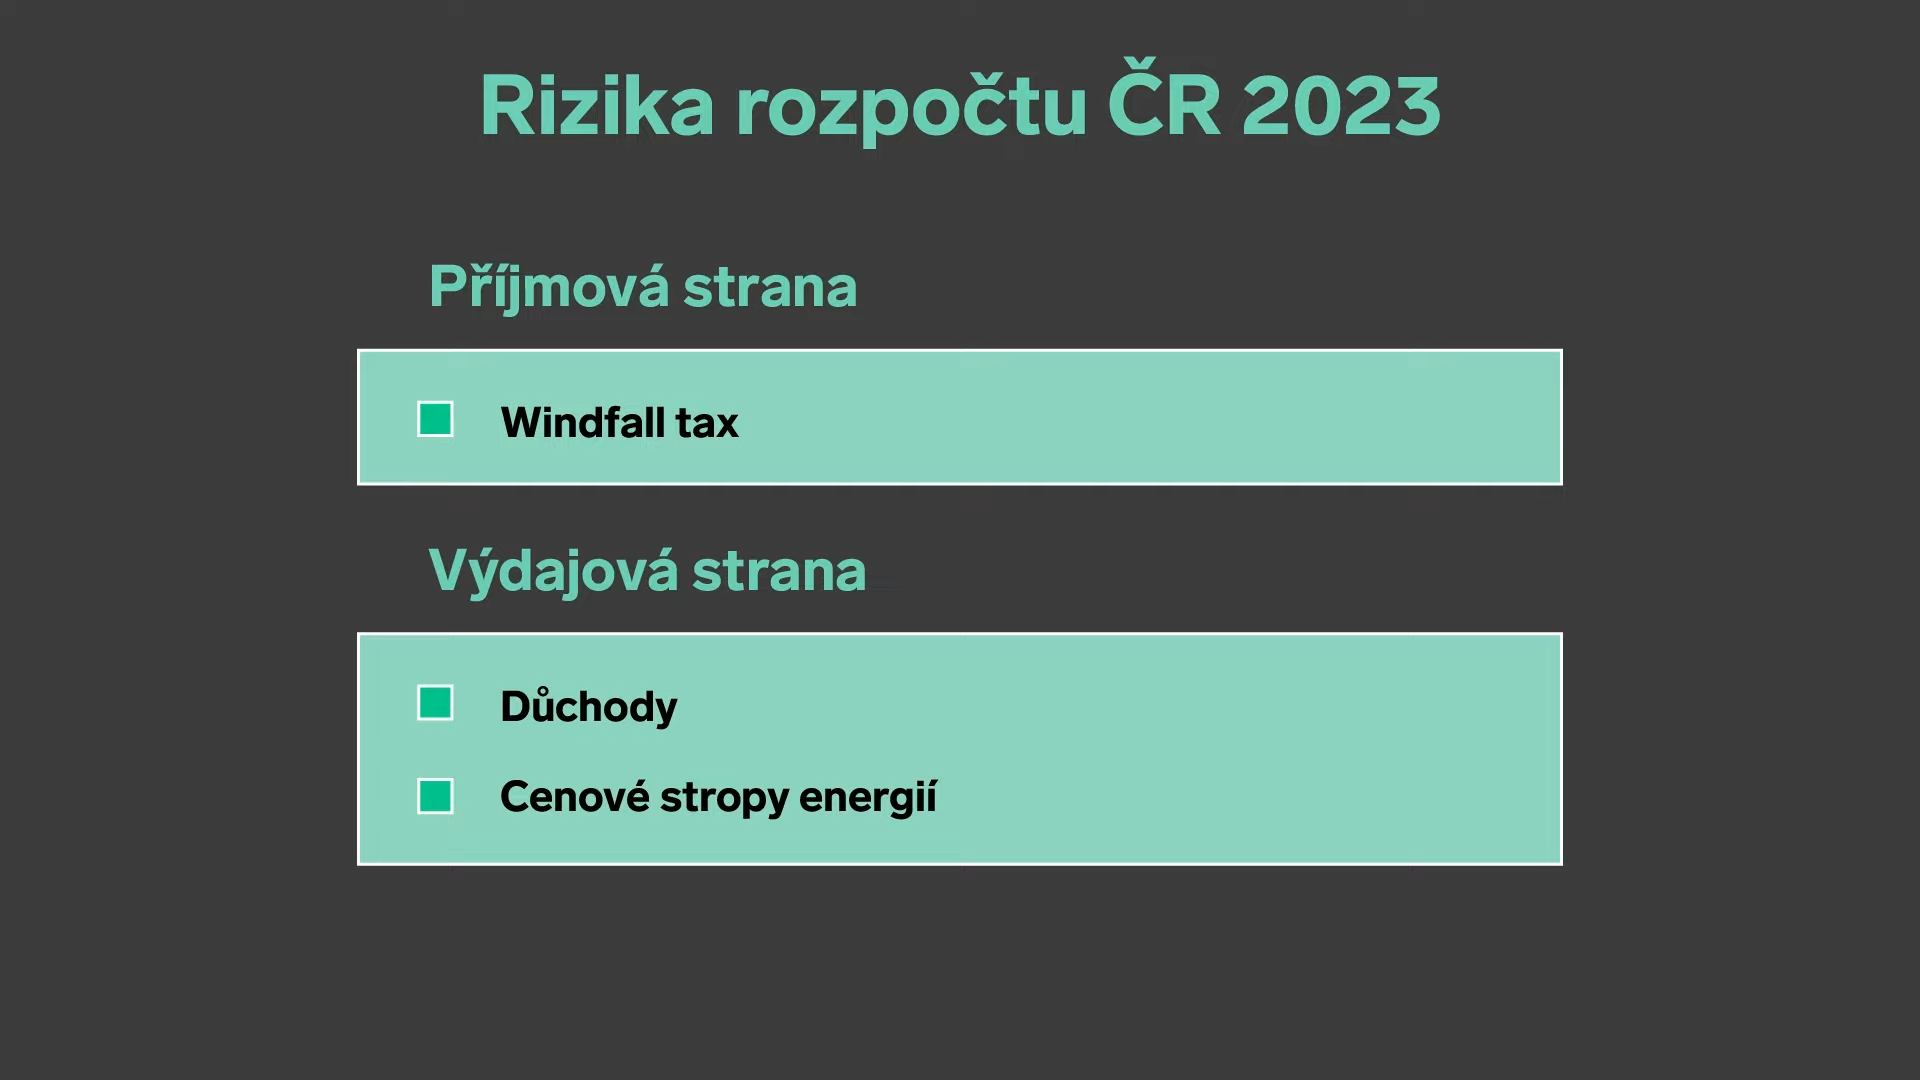 Rizika rozpočtu ČR 2023
Příjmová strana
Windfall tax
Výdajová strana
Důchody
Cenové stropy energií